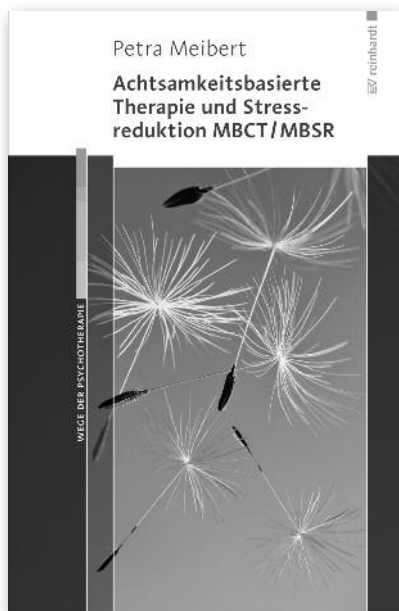 Petra Meibert
Achtsamkeitsbasierte
Therapie und Stress-
reduktion MBCT/MBSR
reinhardt
WEGE DER PSYCHOTHERAPIE